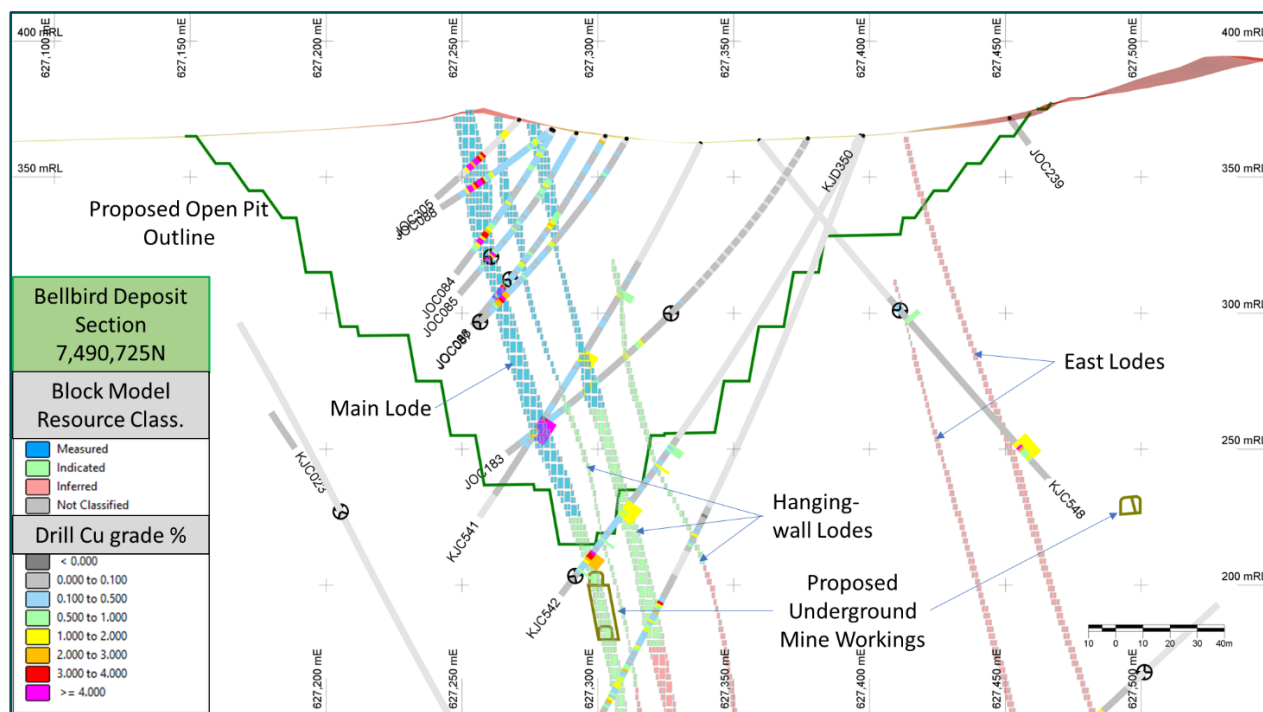 400 mRL
627,100 mE
627,150 mE
627,200 mE
627,250 mE
627,300 mE
627,350 mE
627,400 mE
627,450 mE
627,500 mE
400 mRL
350 mRL
350 mRL
KJD350
JOC239
Proposed Open Pit
Outline
JOC305
JOC088
JOC084
JOC085
Bellbird Deposit
Section
7,490,725N
300 mRL
Block Model
Resource Class.
Measured
Indicated
Inferred
Not Classified
Drill Cu grade %
< 0.000
0.000 to 0.100
0.100 to 0.500
0.500 to 1.000
1.000 to 2.000
2.000 to 3.000
3.000 to 4.000
>= 4.000
Main Lode
East Lodes
250 mRL
JOC183
KJC023
KJC541
KJC548
Hanging-
wall Lodes
KJC542
200 mRL
Proposed
Underground
Mine Workings
10 0 10 20 30 40m
627,200 mE
627,250 mE
627,300 mE
627,350 mE
627,400 mE
627,450 mE
627,500 mE